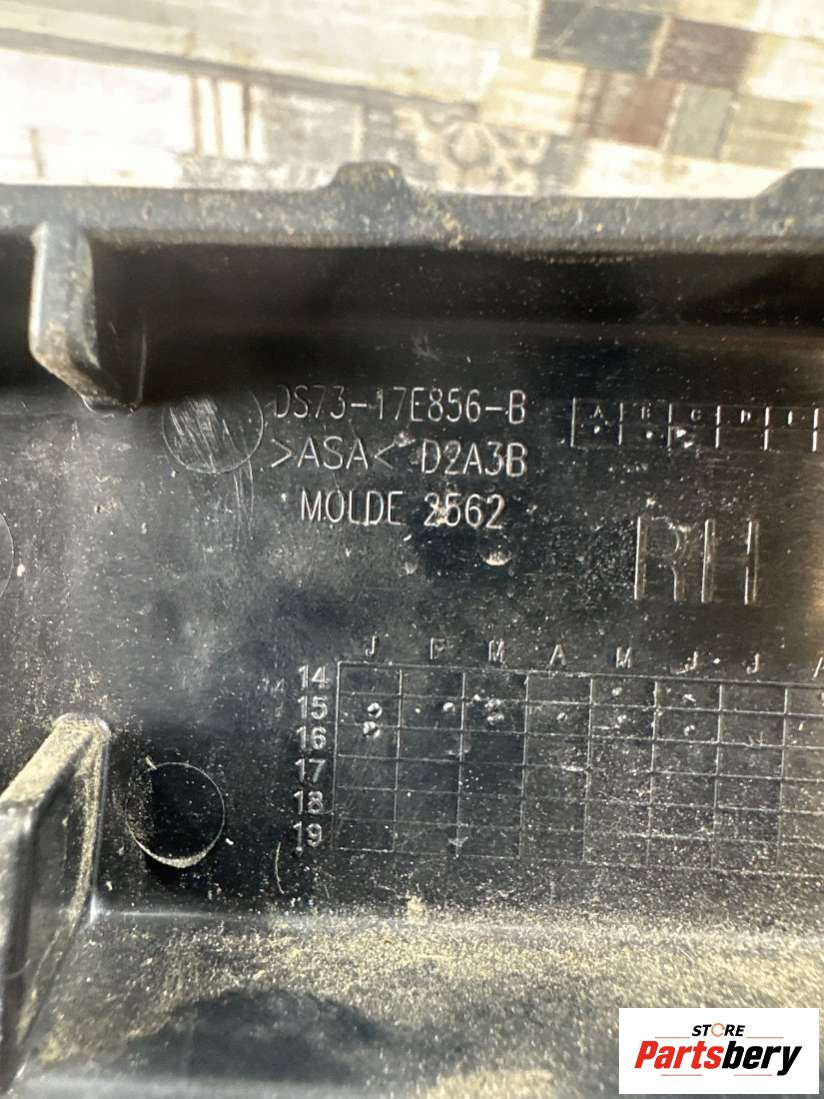 DS73-17E856-B
>ASA< D2A3B
MOLDE 2562
A B C D E
RH
J F M A M J J A
14
15
16
17
18
19
STORE
Partsbery